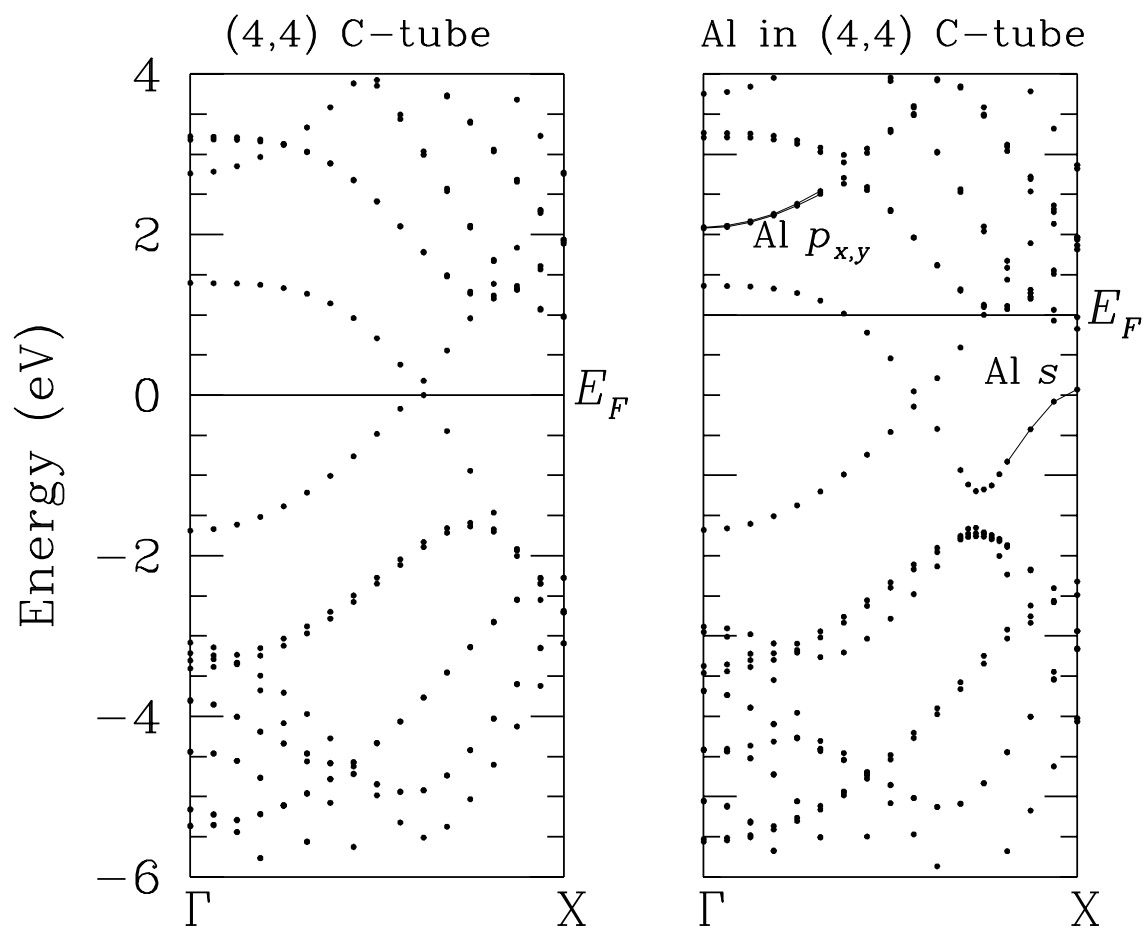 (4,4) C-tube
Al in (4,4) C-tube
Energy (eV)
4
2
0
-2
-4
-6
E_F
Al p_{x,y}
E_F
Al s
Γ
X
Γ
X